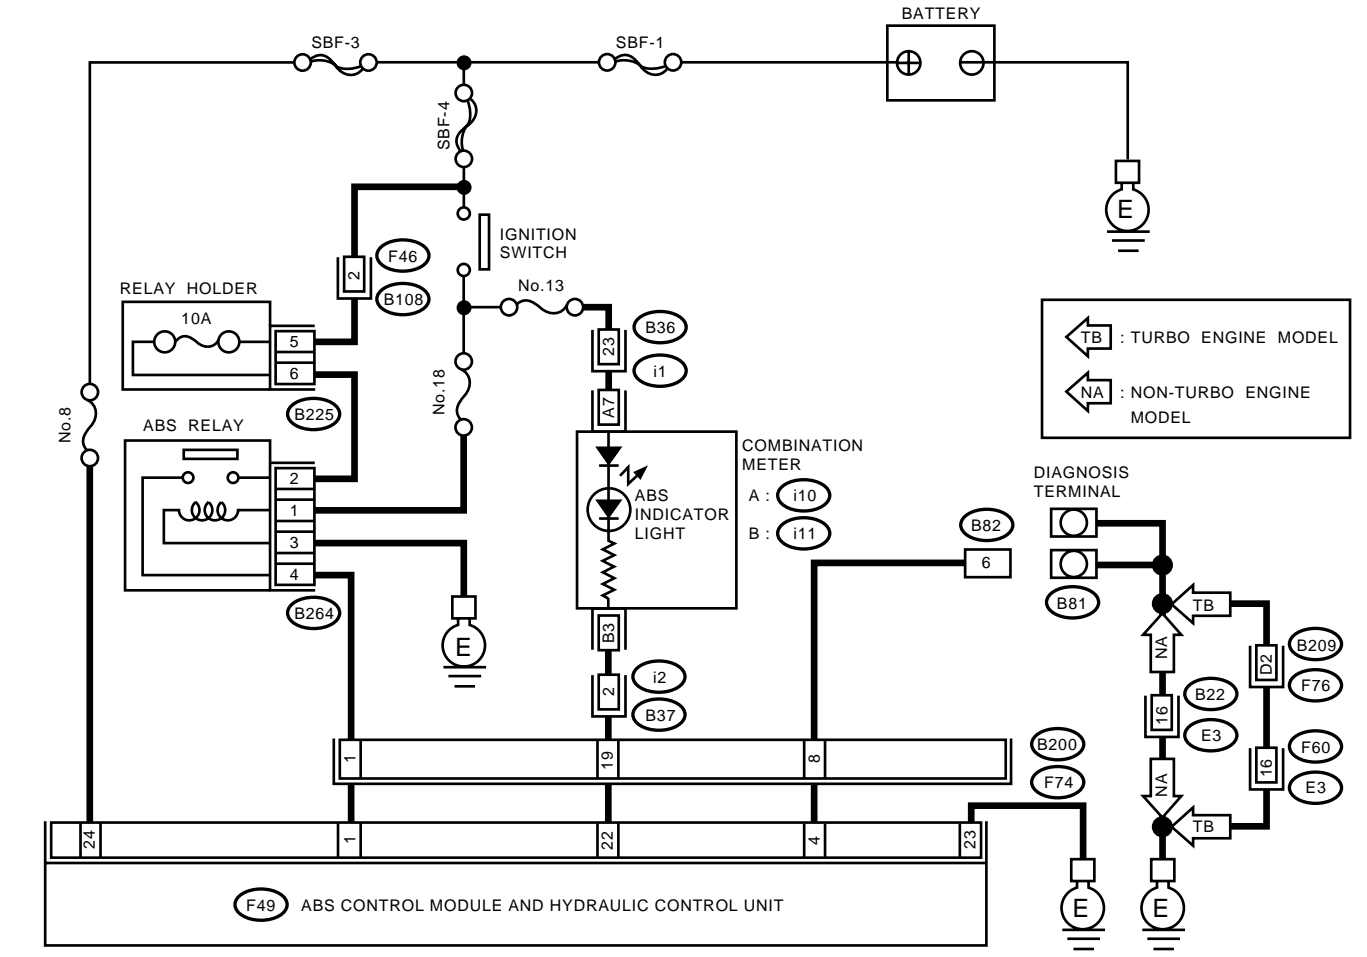 BATTERY
SBF-3
SBF-1
SBF-4
E
IGNITION
SWITCH
F46
2
B108
No.13
RELAY HOLDER
10A
5
6
B225
B36
23
i1
A7
TB : TURBO ENGINE MODEL
NA : NON-TURBO ENGINE
MODEL
No.8
No.18
ABS RELAY
2
1
3
4
B264
E
COMBINATION
METER
A : i10
B : i11
ABS
INDICATOR
LIGHT
DIAGNOSIS
TERMINAL
B82
6
B81
TB
NA
B3
i2
2
B37
B209
D2
F76
B22
16
E3
F60
16
E3
NA
TB
B200
F74
1
19
8
24
1
22
4
23
F49 ABS CONTROL MODULE AND HYDRAULIC CONTROL UNIT
E
E